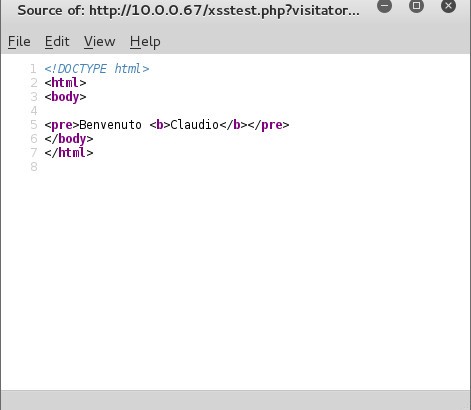 Source of: http://10.0.0.67/xsstest.php?visitator...
File Edit View Help
1 <!DOCTYPE html>
2 <html>
3 <body>
4
5 <pre>Benvenuto <b>Claudio</b></pre>
6 </body>
7 </html>
8